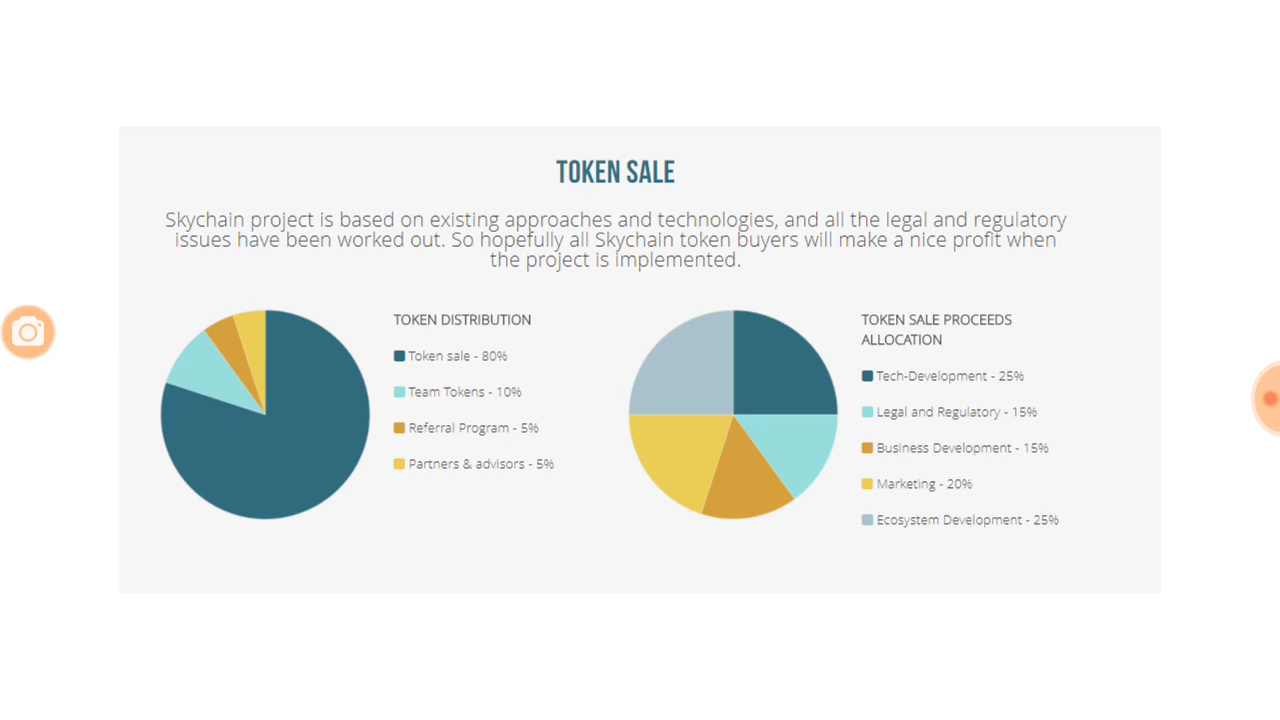 TOKEN SALE
Skychain project is based on existing approaches and technologies, and all the legal and regulatory
issues have been worked out. So hopefully all Skychain token buyers will make a nice profit when
the project is implemented.
TOKEN DISTRIBUTION
Token sale - 80%
Team Tokens - 10%
Referral Program - 5%
Partners & advisors - 5%
TOKEN SALE PROCEEDS
ALLOCATION
Tech-Development - 25%
Legal and Regulatory - 15%
Business Development - 15%
Marketing - 20%
Ecosystem Development - 25%